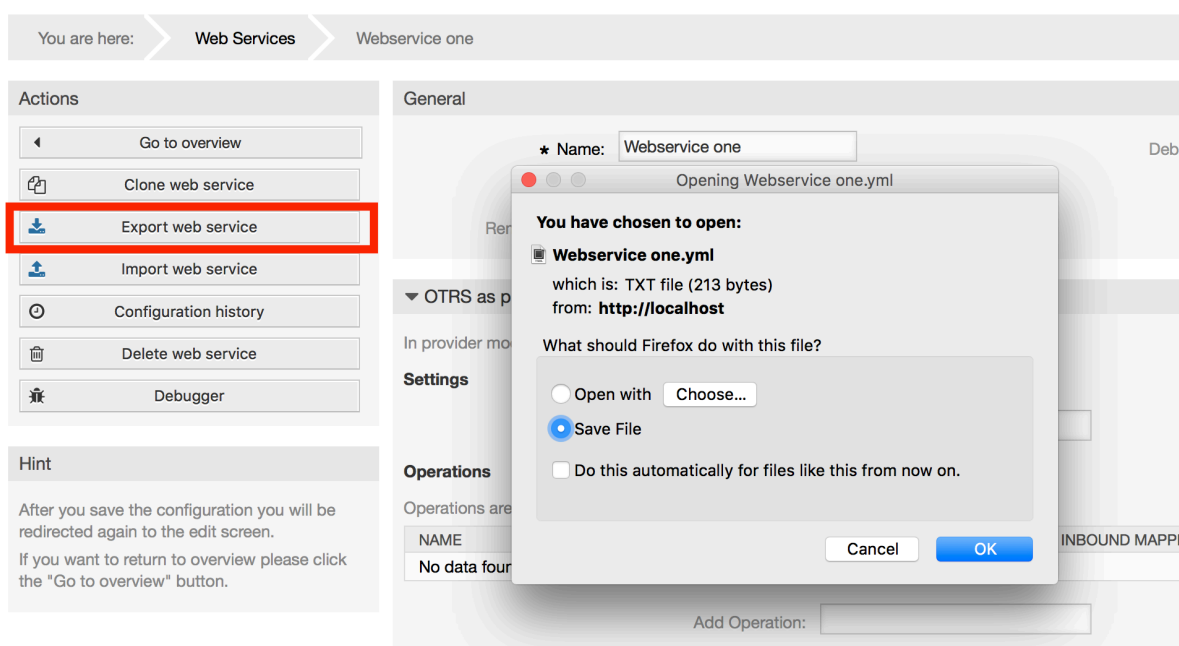 You are here: Web Services Webservice one
Actions
Go to overview
Clone web service
Export web service
Import web service
Configuration history
Delete web service
Debugger
Hint
After you save the configuration you will be
redirected again to the edit screen.
If you want to return to overview please click
the "Go to overview" button.
General
* Name: Webservice one
Opening Webservice one.yml
You have chosen to open:
Webservice one.yml
which is: TXT file (213 bytes)
from: http://localhost
What should Firefox do with this file?
Open with Choose...
Save File
Do this automatically for files like this from now on.
Cancel OK
OTRS as p
In provider mo
Settings
Operations
Operations are
NAME INBOUND MAPPI
No data four
Add Operation: